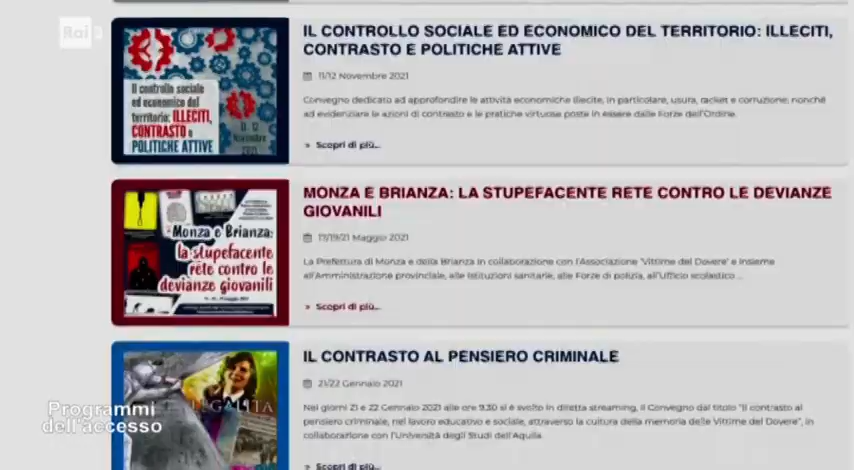 Rai
IL CONTROLLO SOCIALE ED ECONOMICO DEL TERRITORIO: ILLECITI,
CONTRASTO E POLITICHE ATTIVE
11/12 Novembre 2021
Convegno dedicato ad approfondire le attività economiche illecite, in particolare, usura, racket e corruzione; nonché
ad evidenziare le azioni di contrasto e le pratiche virtuose poste in essere dalle Forze dell'Ordine.
» Scopri di più...
Il controllo sociale
ed economico del
territorio: ILLECITI,
CONTRASTO e
POLITICHE ATTIVE
11 12
Novembre
2021
MONZA E BRIANZA: LA STUPEFACENTE RETE CONTRO LE DEVIANZE
GIOVANILI
Maggio 2021
La Prefettura di Monza e della Brianza in collaborazione con l'Associazione "Vittime del Dovere" e insieme
all'Amministrazione provinciale, alle Istituzioni sanitarie, alle Forze di polizia, all'Ufficio scolastico ...
» Scopri di più...
Monza e Brianza:
la stupefacente
rete contro le
devianze giovanili
IL CONTRASTO AL PENSIERO CRIMINALE
21/22 Gennaio 2021
Nei giorni 21 e 22 Gennaio 2021 alle ore 9.30 si è svolto in diretta streaming, il Convegno dal titolo "Il contrasto al
pensiero criminale, nel lavoro educativo e sociale, attraverso la cultura della memoria delle Vittime del Dovere", in
collaborazione con l'Università degli Studi dell'Aquila.
» Scopri di più...
LEGALITÀ
Programmi
dell'accesso